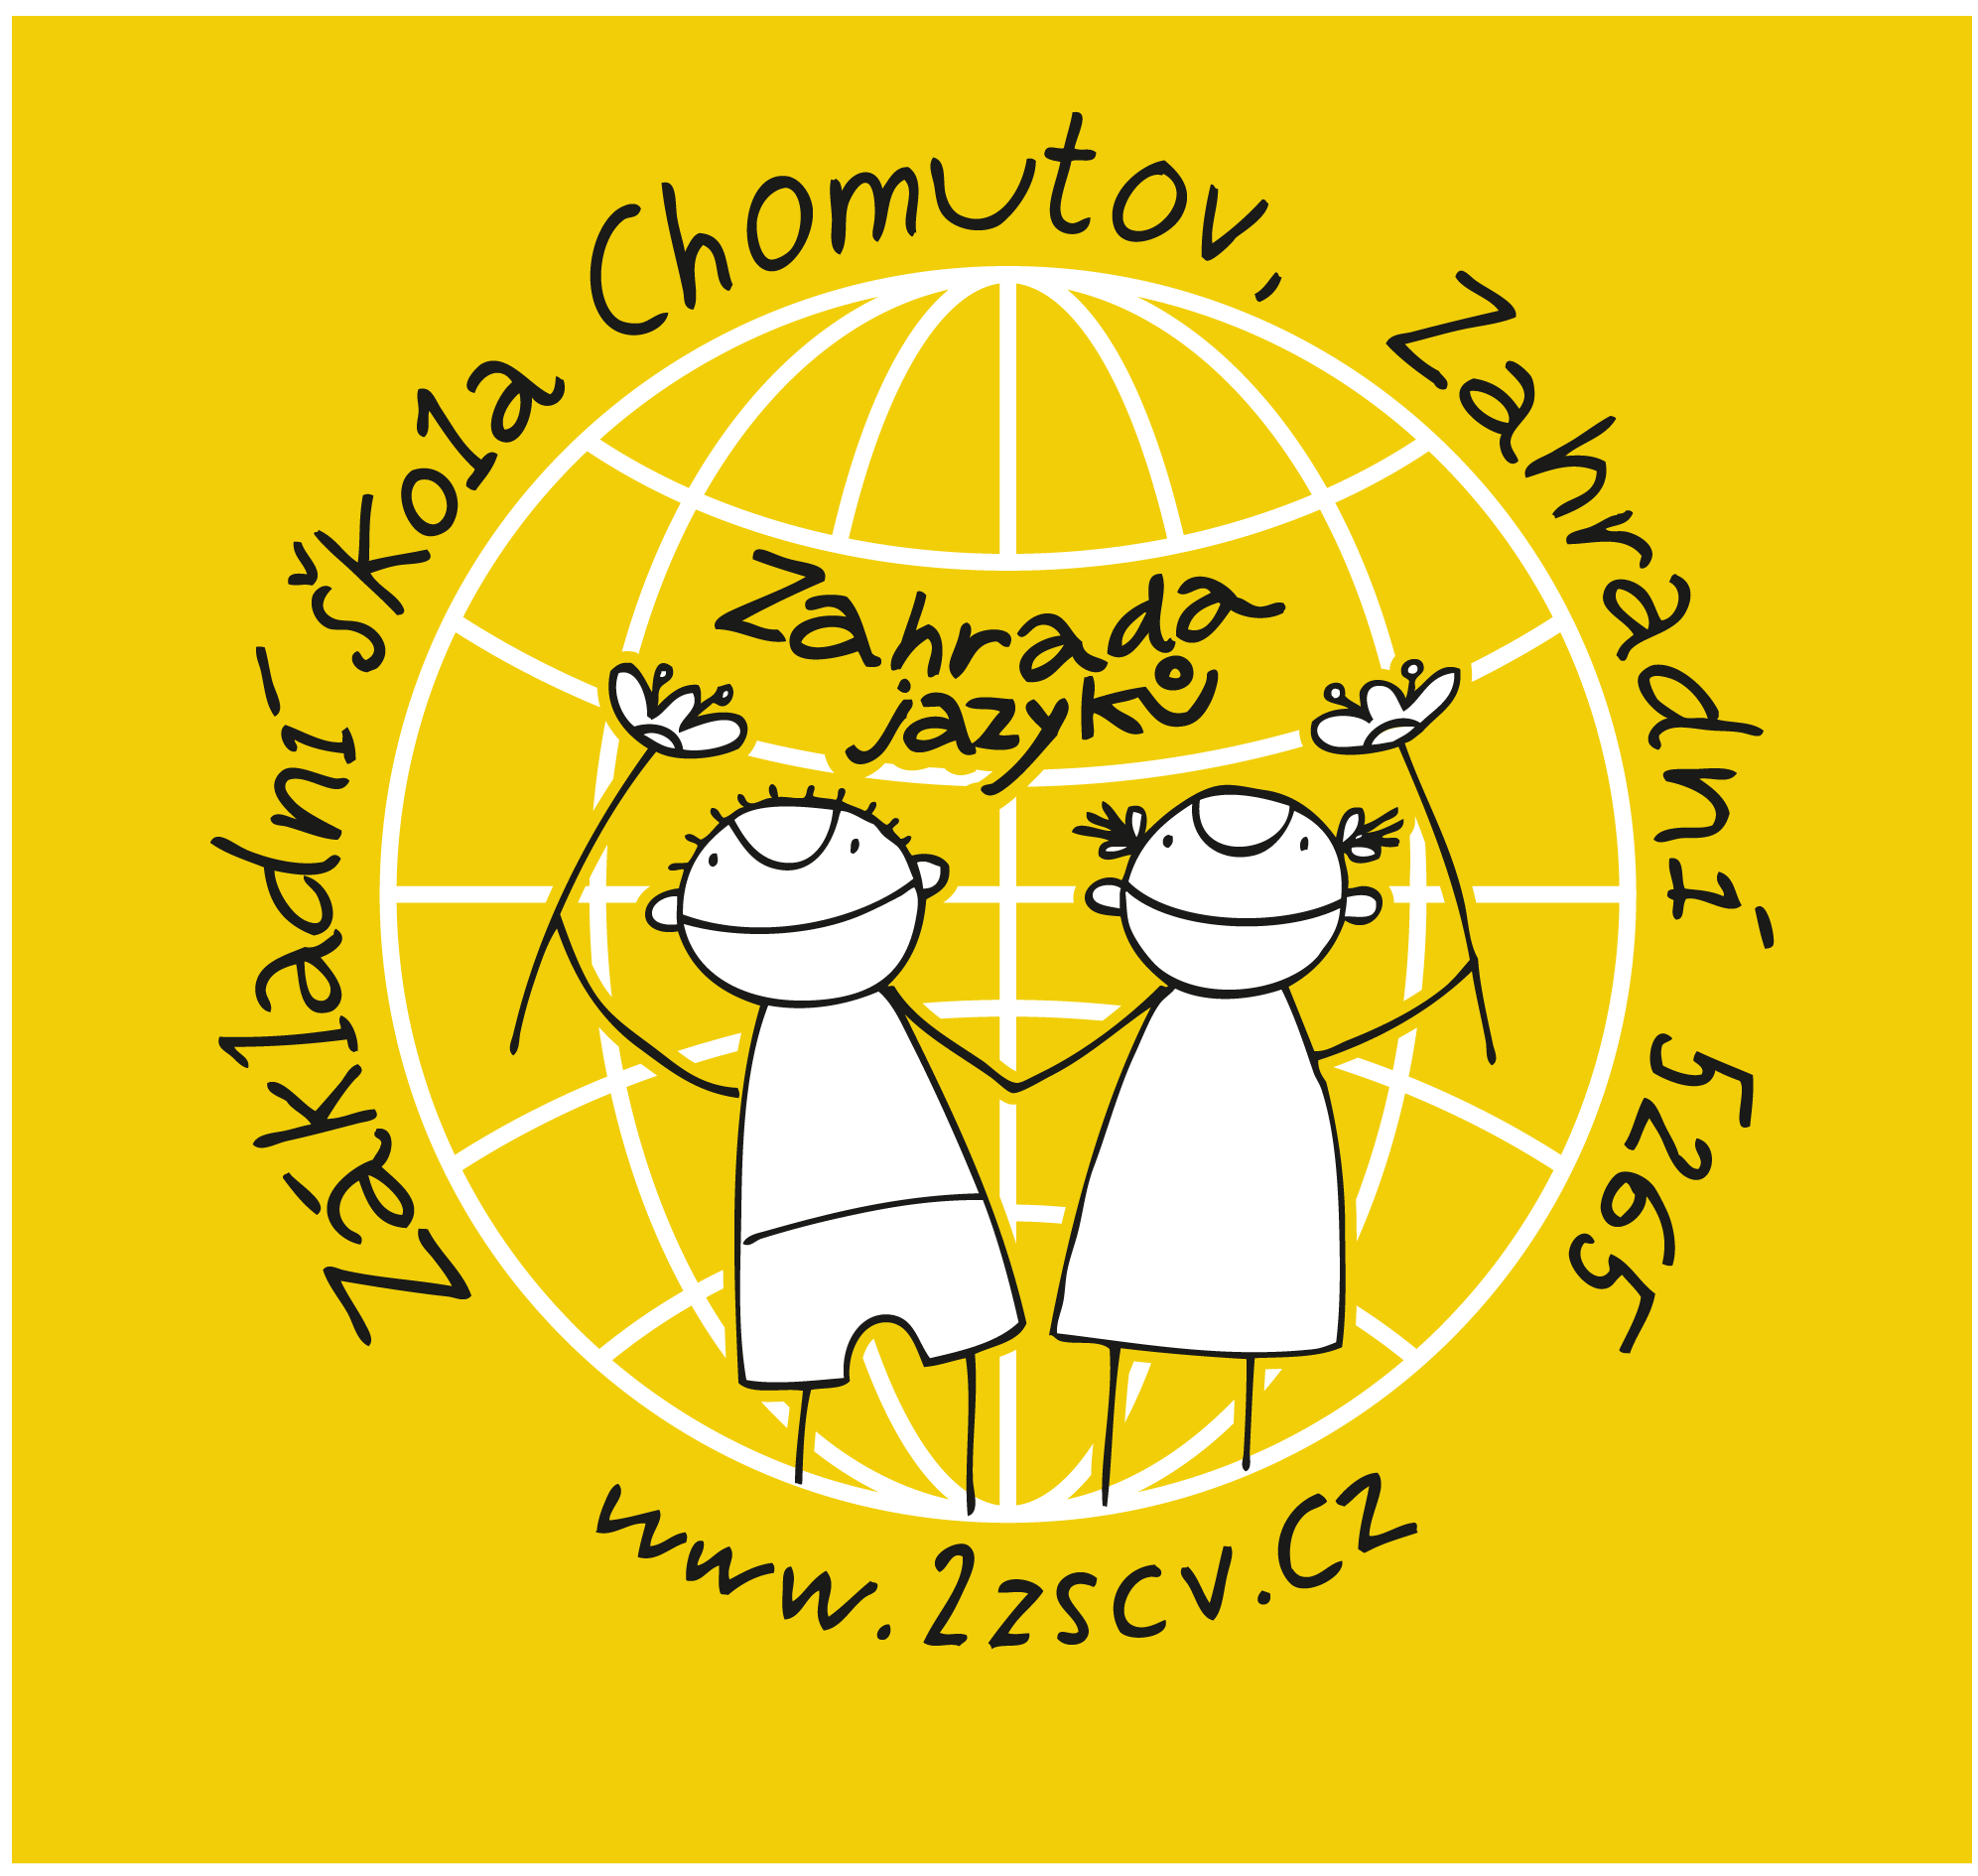 Základní škola Chomutov, Zahradní 5265
Zahrada
jazyků
www.2zscv.cz